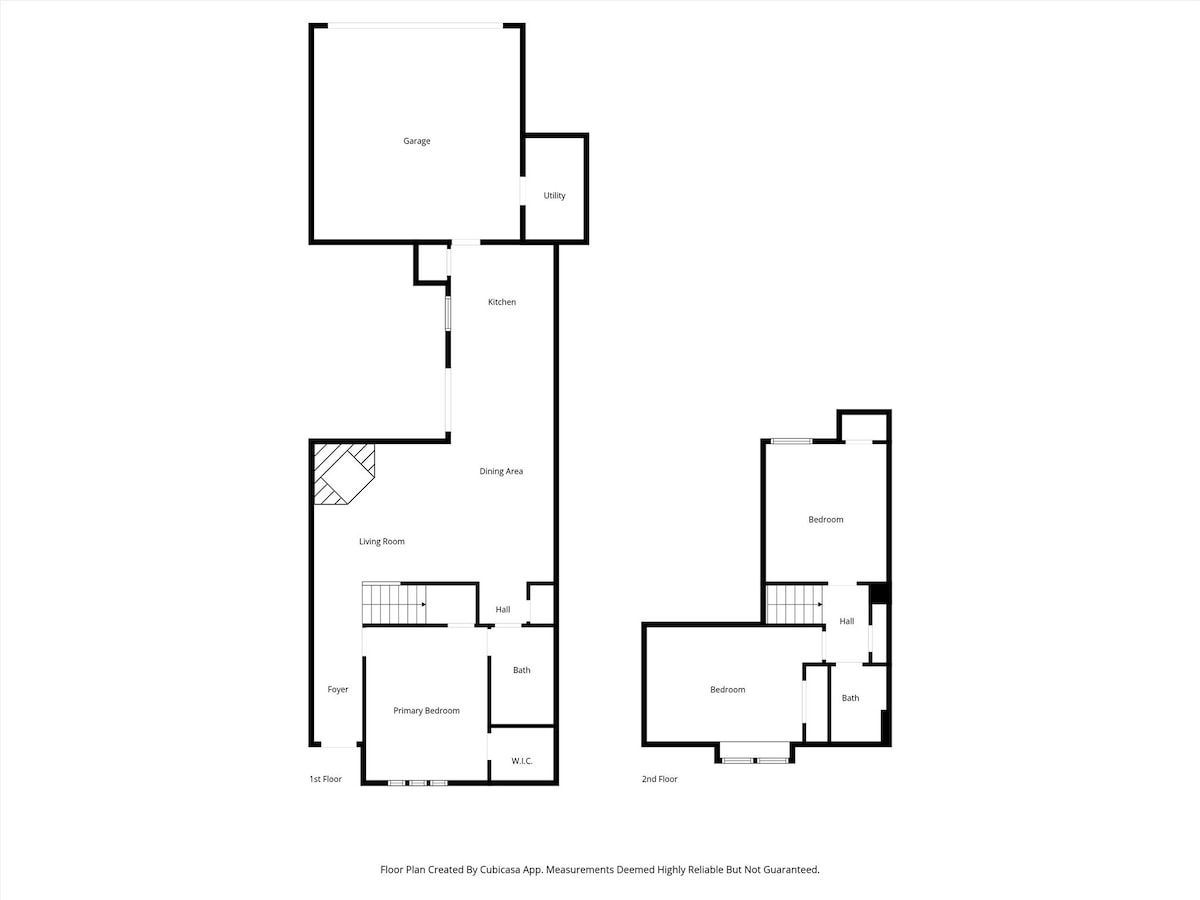 Garage
Utility
Kitchen
Dining Area
Living Room
Hall
Bath
Foyer
Primary Bedroom
W.I.C.
1st Floor
Bedroom
Hall
Bedroom
Bath
2nd Floor
Floor Plan Created By Cubicasa App. Measurements Deemed Highly Reliable But Not Guaranteed.